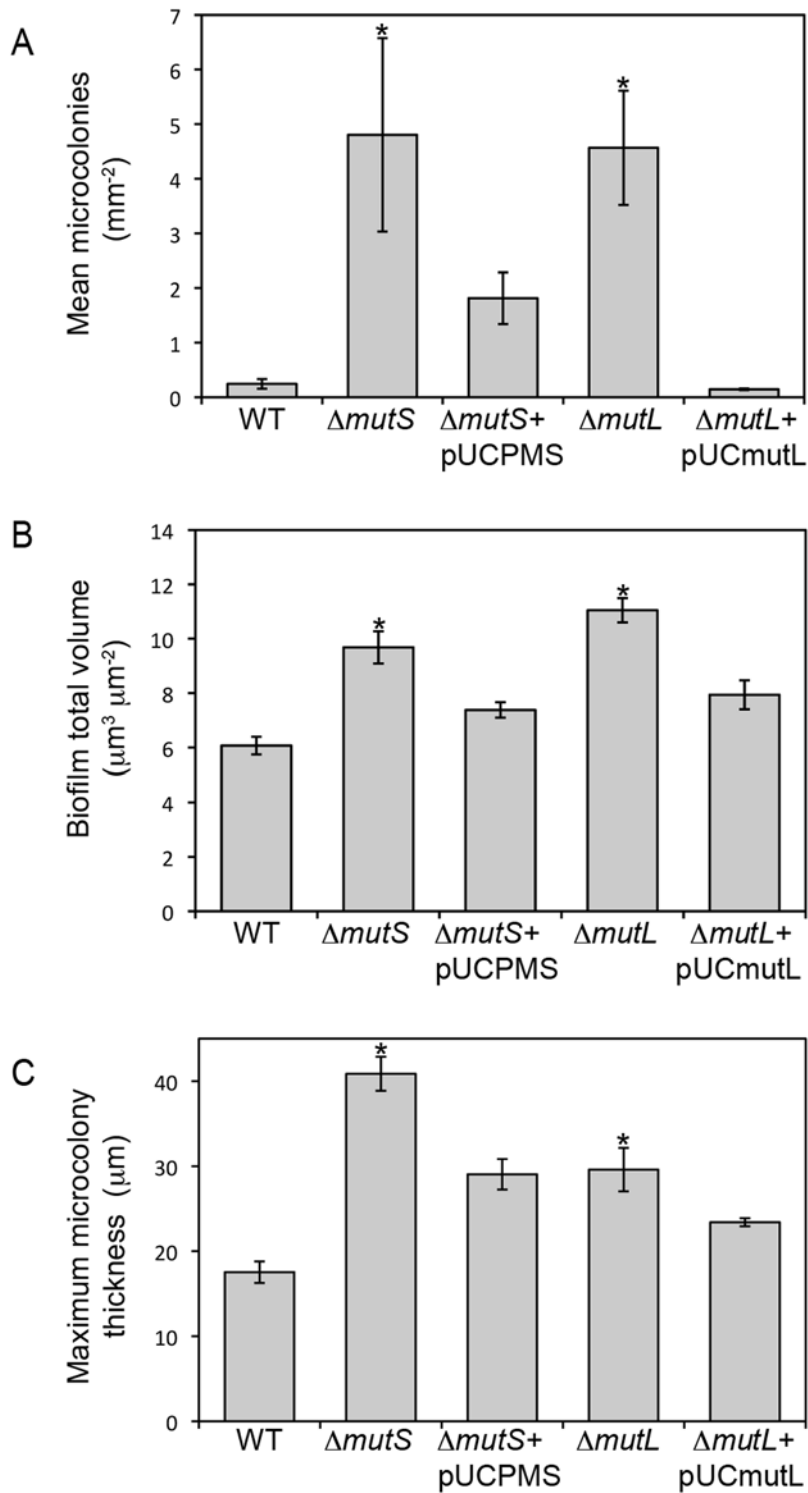 A
Mean microcolonies
(mm⁻²)
7
6
5
4
3
2
1
0
*
*
WT
ΔmutS
ΔmutS+
pUCPMS
ΔmutL
ΔmutL+
pUCmutL
B
Biofilm total volume
(μm³ μm⁻²)
14
12
10
8
6
4
2
0
*
*
WT
ΔmutS
ΔmutS+
pUCPMS
ΔmutL
ΔmutL+
pUCmutL
C
Maximum microcolony
thickness (μm)
40
30
20
10
0
*
*
WT
ΔmutS
ΔmutS+
pUCPMS
ΔmutL
ΔmutL+
pUCmutL